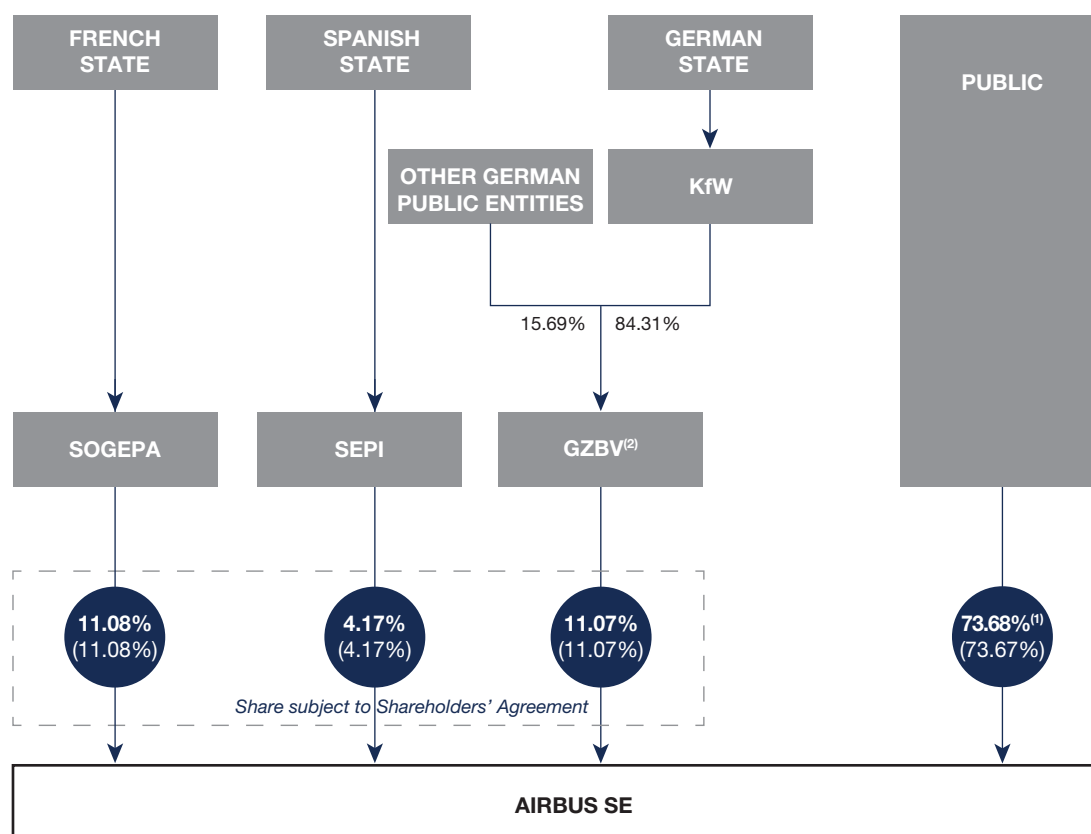 FRENCH
STATE
SPANISH
STATE
GERMAN
STATE
PUBLIC
OTHER GERMAN
PUBLIC ENTITIES
KfW
15.69%
84.31%
SOGEPA
SEPI
GZBV(2)
11.08%
(11.08%)
4.17%
(4.17%)
11.07%
(11.07%)
73.68%(1)
(73.67%)
Share subject to Shareholders’ Agreement
AIRBUS SE